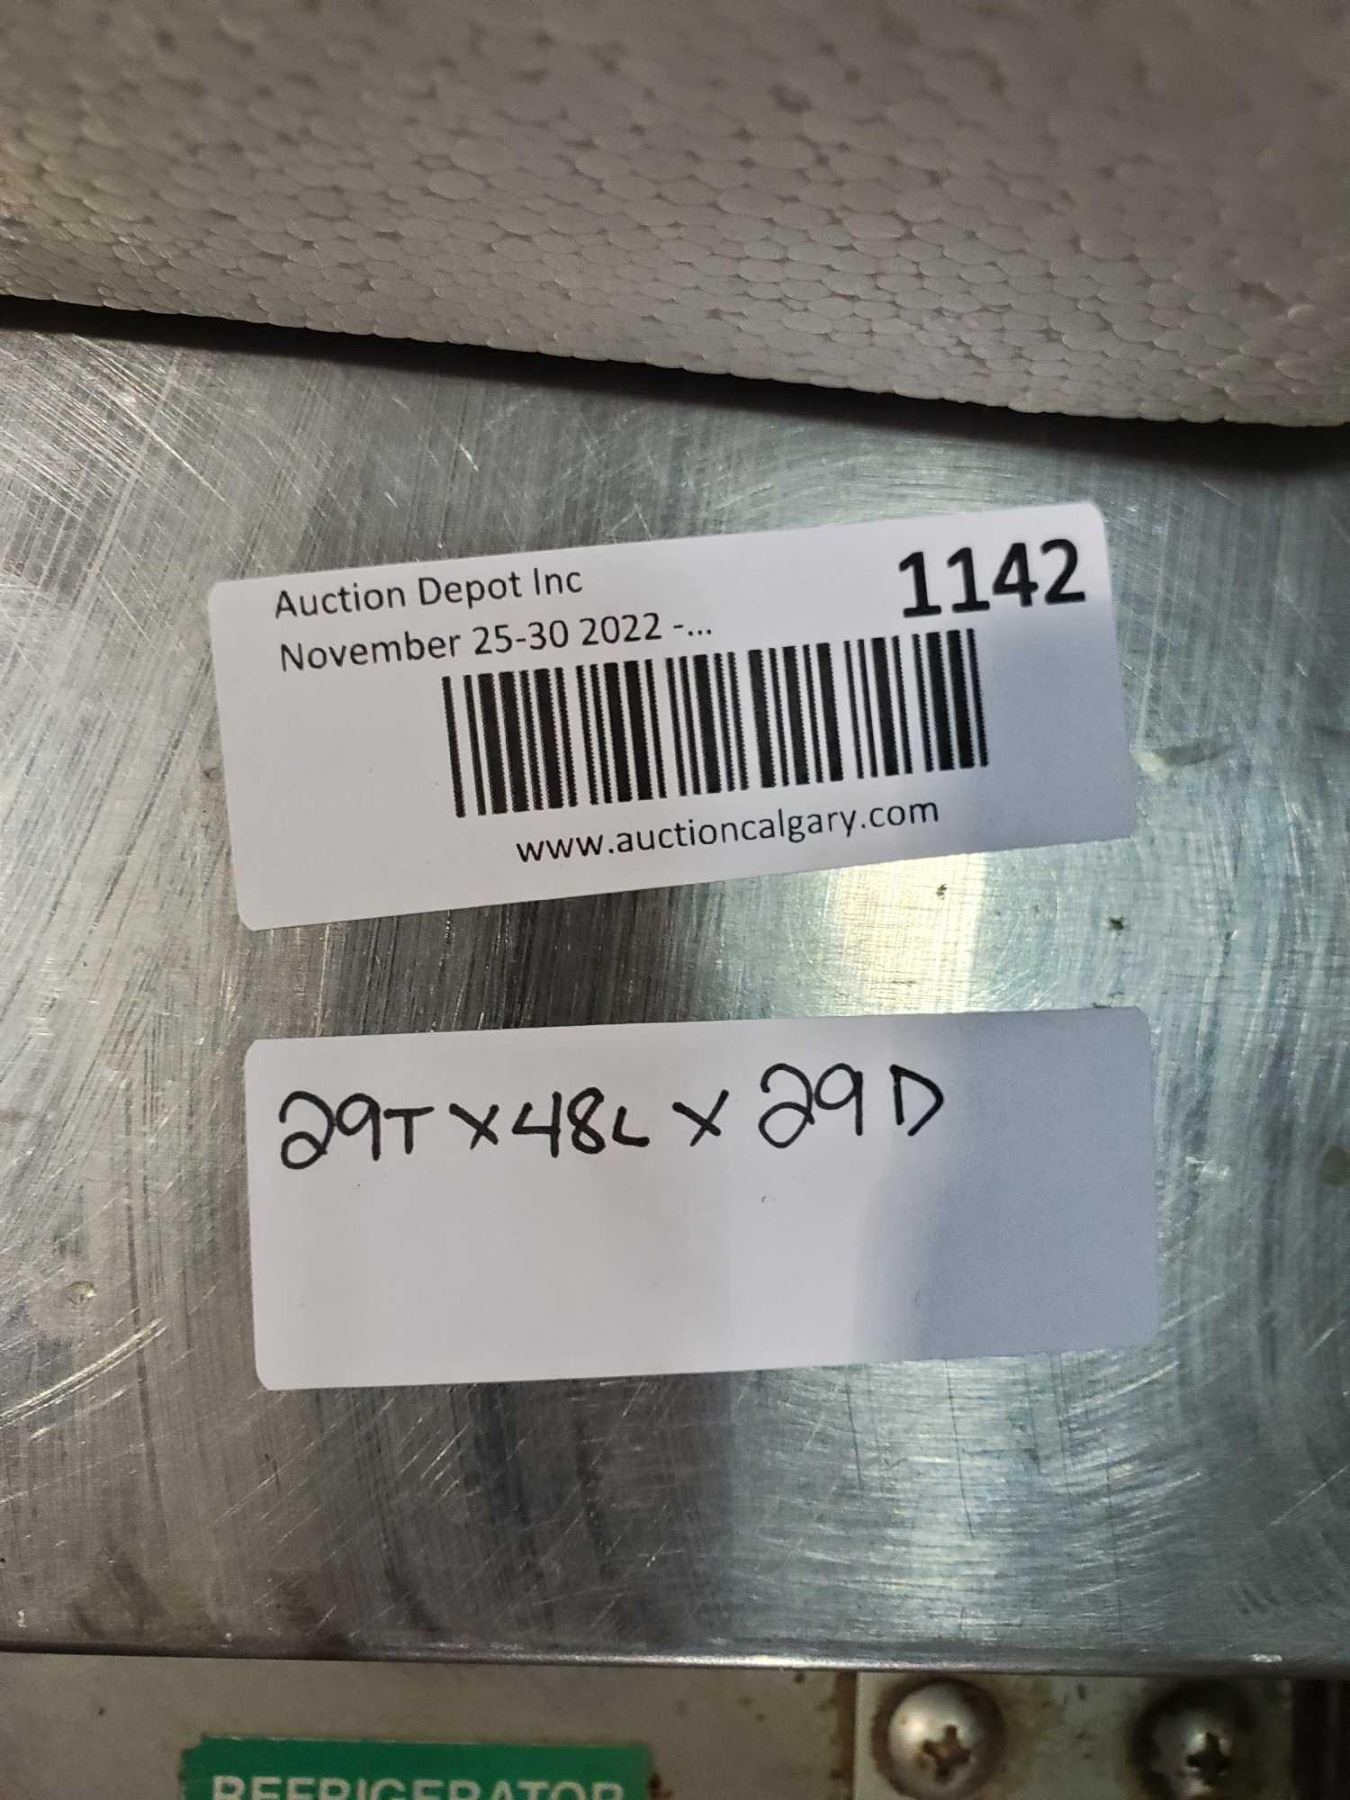 Auction Depot Inc
1142
November 25-30 2022 -...
www.auctioncalgary.com
29T X 48L X 29D
REFRIGERATOR